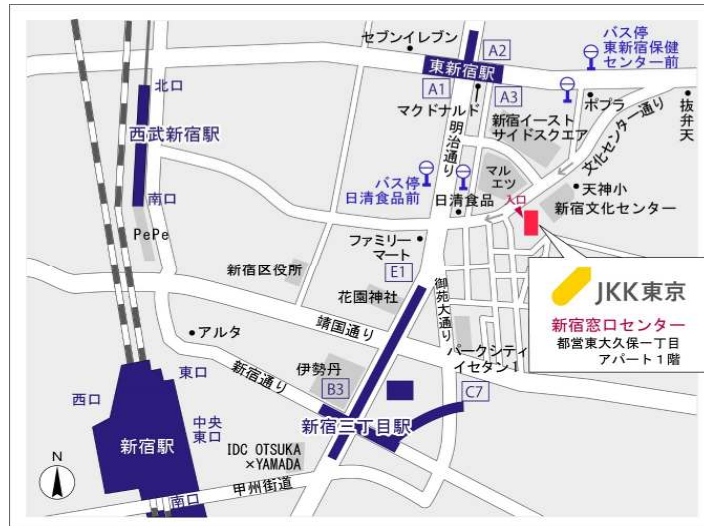 セブンイレブン
A2
バス停
東新宿保健
センター前
東新宿駅
北口
A1
A3
マクドナルド
ポプラ
抜弁天
新宿イースト
サイドスクエア
明治通り
文化センター通り
西武新宿駅
バス停
日清食品前
マル
エツ
天神小
南口
日清食品
入口
新宿文化センター
PePe
ファミリー
マート
新宿区役所
E1
花園神社
御苑大通り
JKK東京
新宿窓口センター
都営東大久保一丁目
アパート1階
アルタ
靖国通り
パークシティ
イセタン1
新宿通り
伊勢丹
東口
西口
B3
C7
中央
東口
新宿三丁目駅
新宿駅
IDC OTSUKA
×YAMADA
N
甲州街道
南口